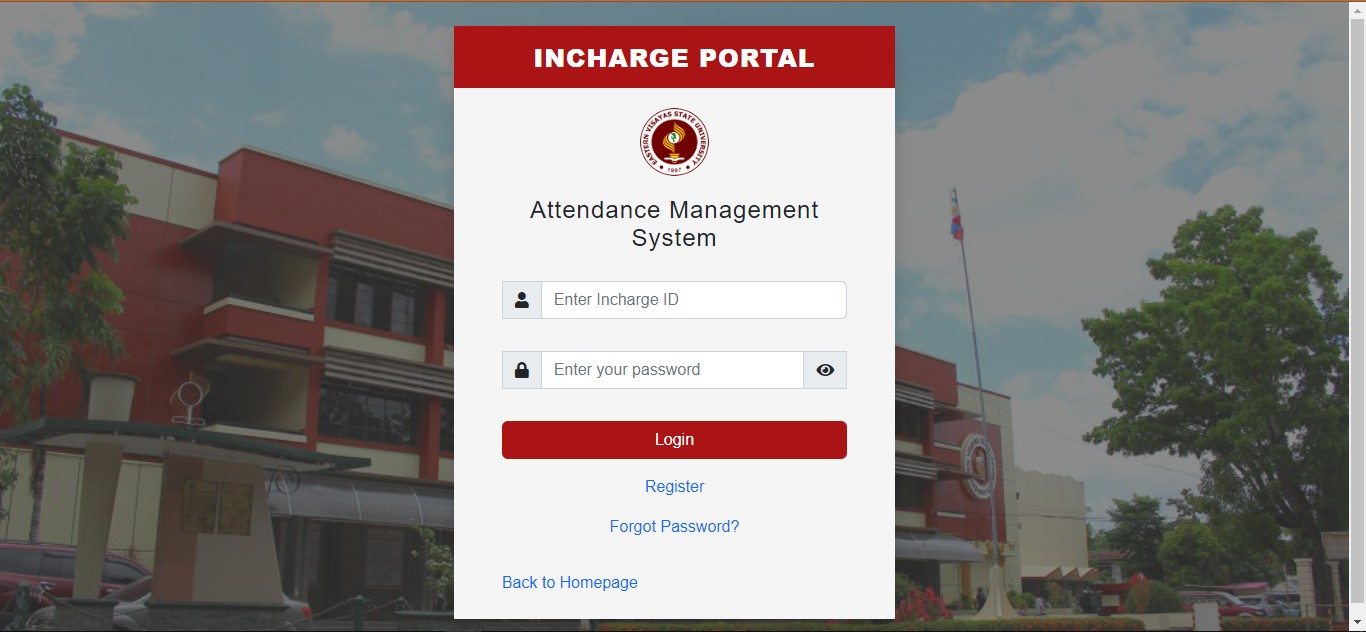 INCHARGE PORTAL
EASTERN VISAYAS STATE UNIVERSITY
1907
Attendance Management
System
Enter Incharge ID
Enter your password
Login
Register
Forgot Password?
Back to Homepage